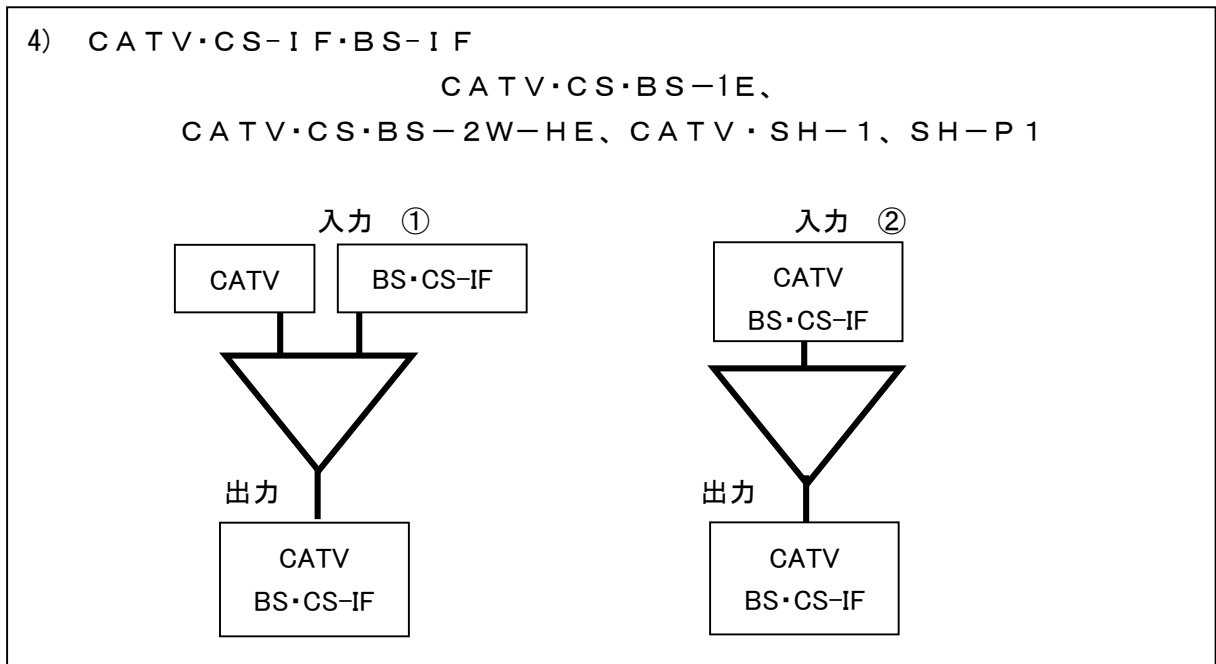 4) CATV･CS-IF･BS-IF
CATV･CS･BS－1E、
CATV･CS･BS－2W－HE、CATV・SH－1、SH－P1
入力 ①
CATV
BS･CS-IF
出力
CATV
BS･CS-IF
入力 ②
CATV
BS･CS-IF
出力
CATV
BS･CS-IF